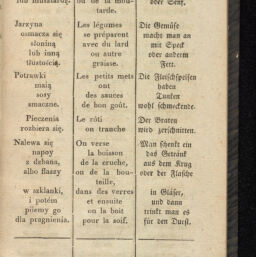 lub musztardą.
ou de la mou-
tarde.
oder Senf.
Jarzyna
osmacza się
słoniną
lub inną
tłustością.
Les légumes
se préparent
avec du lard
ou autre
graisse.
Die Gemüse
macht man an
mit Speck
oder anderem
Fett.
Potrawki
mają
sosy
smaczne.
Les petits mets
ont
des sauces
de bon goût.
Die Fleischspeisen
haben
Tunken
wohl schmeckende.
Pieczenia
rozbiera się.
Le rôti
on tranche
Der Braten
wird zerschnitten.
Nalewa się
napóy
z dzbana,
albo flaszy
On verse
la boisson
de la cruche,
ou de la bou-
teille,
Man schenkt ein
das Getränk
aus dem Krug
oder der Flasche
w szklanki,
i potém
piiemy go
dla pragnienia.
dans des verres
et ensuite
on la boit
pour la soif.
in Gläser,
und dann
trinkt man es
für den Durst.